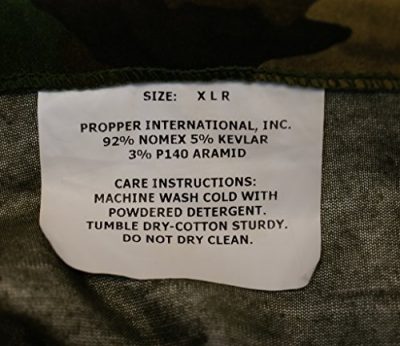 SIZE: X L R
PROPPER INTERNATIONAL, INC.
92% NOMEX 5% KEVLAR
3% P140 ARAMID
CARE INSTRUCTIONS:
MACHINE WASH COLD WITH
POWDERED DETERGENT.
TUMBLE DRY-COTTON STURDY.
DO NOT DRY CLEAN.